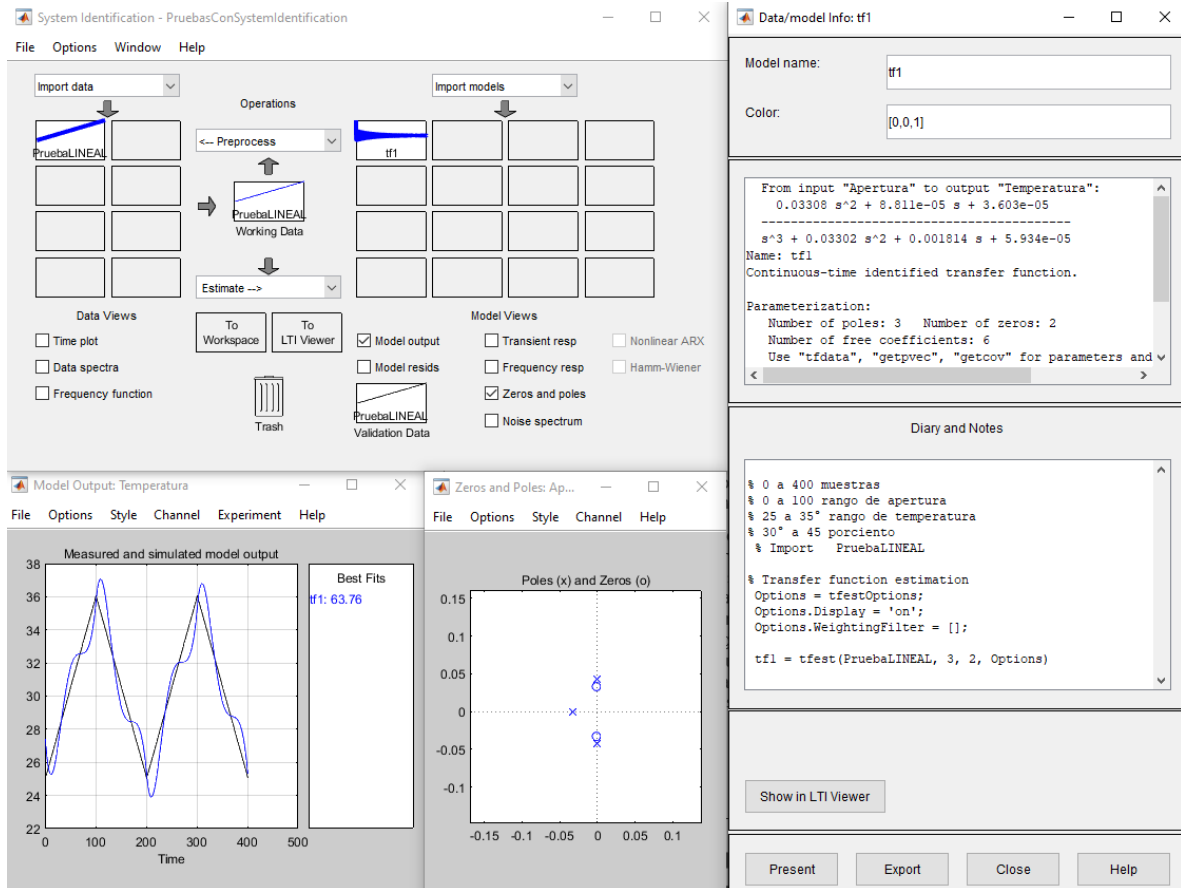 System Identification - PruebasConSystemIdentification
File Options Window Help
Import data
Import models
Operations
PruebaLINEAL
<-- Preprocess
tf1
PruebaLINEAL
Working Data
Estimate -->
Data Views
To
Workspace
To
LTI Viewer
Model Views
Time plot
Data spectra
Frequency function
Model output
Transient resp
Nonlinear ARX
Model resids
Frequency resp
Hamm-Wiener
Zeros and poles
Noise spectrum
Trash
PruebaLINEAL
Validation Data
Model Output: Temperatura
File Options Style Channel Experiment Help
Measured and simulated model output
38
36
34
32
30
28
26
24
22
0 100 200 300 400 500
Time
Best Fits
tf1: 63.76
Zeros and Poles: Ap...
File Options Style Channel Help
Poles (x) and Zeros (o)
0.15
0.1
0.05
0
-0.05
-0.1
-0.15 -0.1 -0.05 0 0.05 0.1
Data/model Info: tf1
Model name:
tf1
Color:
[0,0,1]
From input "Apertura" to output "Temperatura":
0.03308 s^2 + 8.811e-05 s + 3.603e-05
-------------------------------------------
s^3 + 0.03302 s^2 + 0.001814 s + 5.934e-05
Name: tf1
Continuous-time identified transfer function.
Parameterization:
Number of poles: 3 Number of zeros: 2
Number of free coefficients: 6
Use "tfdata", "getpvec", "getcov" for parameters and
Diary and Notes
% 0 a 400 muestras
% 0 a 100 rango de apertura
% 25 a 35° rango de temperatura
% 30° a 45 porciento
% Import PruebaLINEAL
% Transfer function estimation
Options = tfestOptions;
Options.Display = 'on';
Options.WeightingFilter = [];
tf1 = tfest(PruebaLINEAL, 3, 2, Options)
Show in LTI Viewer
Present
Export
Close
Help